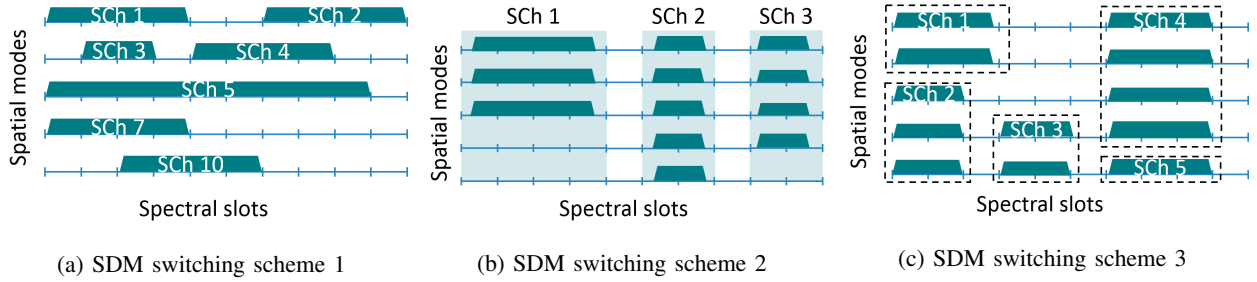 Spatial modes
SCh 1
SCh 2
SCh 3
SCh 4
SCh 5
SCh 7
SCh 10
Spectral slots
(a) SDM switching scheme 1
Spatial modes
SCh 1
SCh 2
SCh 3
Spectral slots
(b) SDM switching scheme 2
Spatial modes
SCh 1
SCh 4
SCh 2
SCh 3
SCh 5
Spectral slots
(c) SDM switching scheme 3